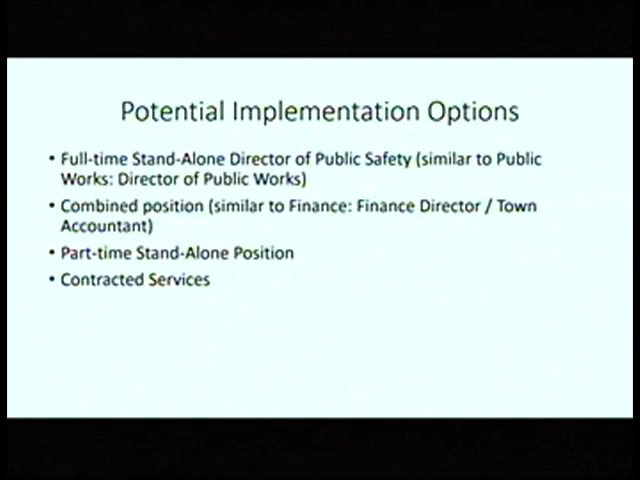 Potential Implementation Options
• Full-time Stand-Alone Director of Public Safety (similar to Public
Works: Director of Public Works)
• Combined position (similar to Finance: Finance Director / Town
Accountant)
• Part-time Stand-Alone Position
• Contracted Services